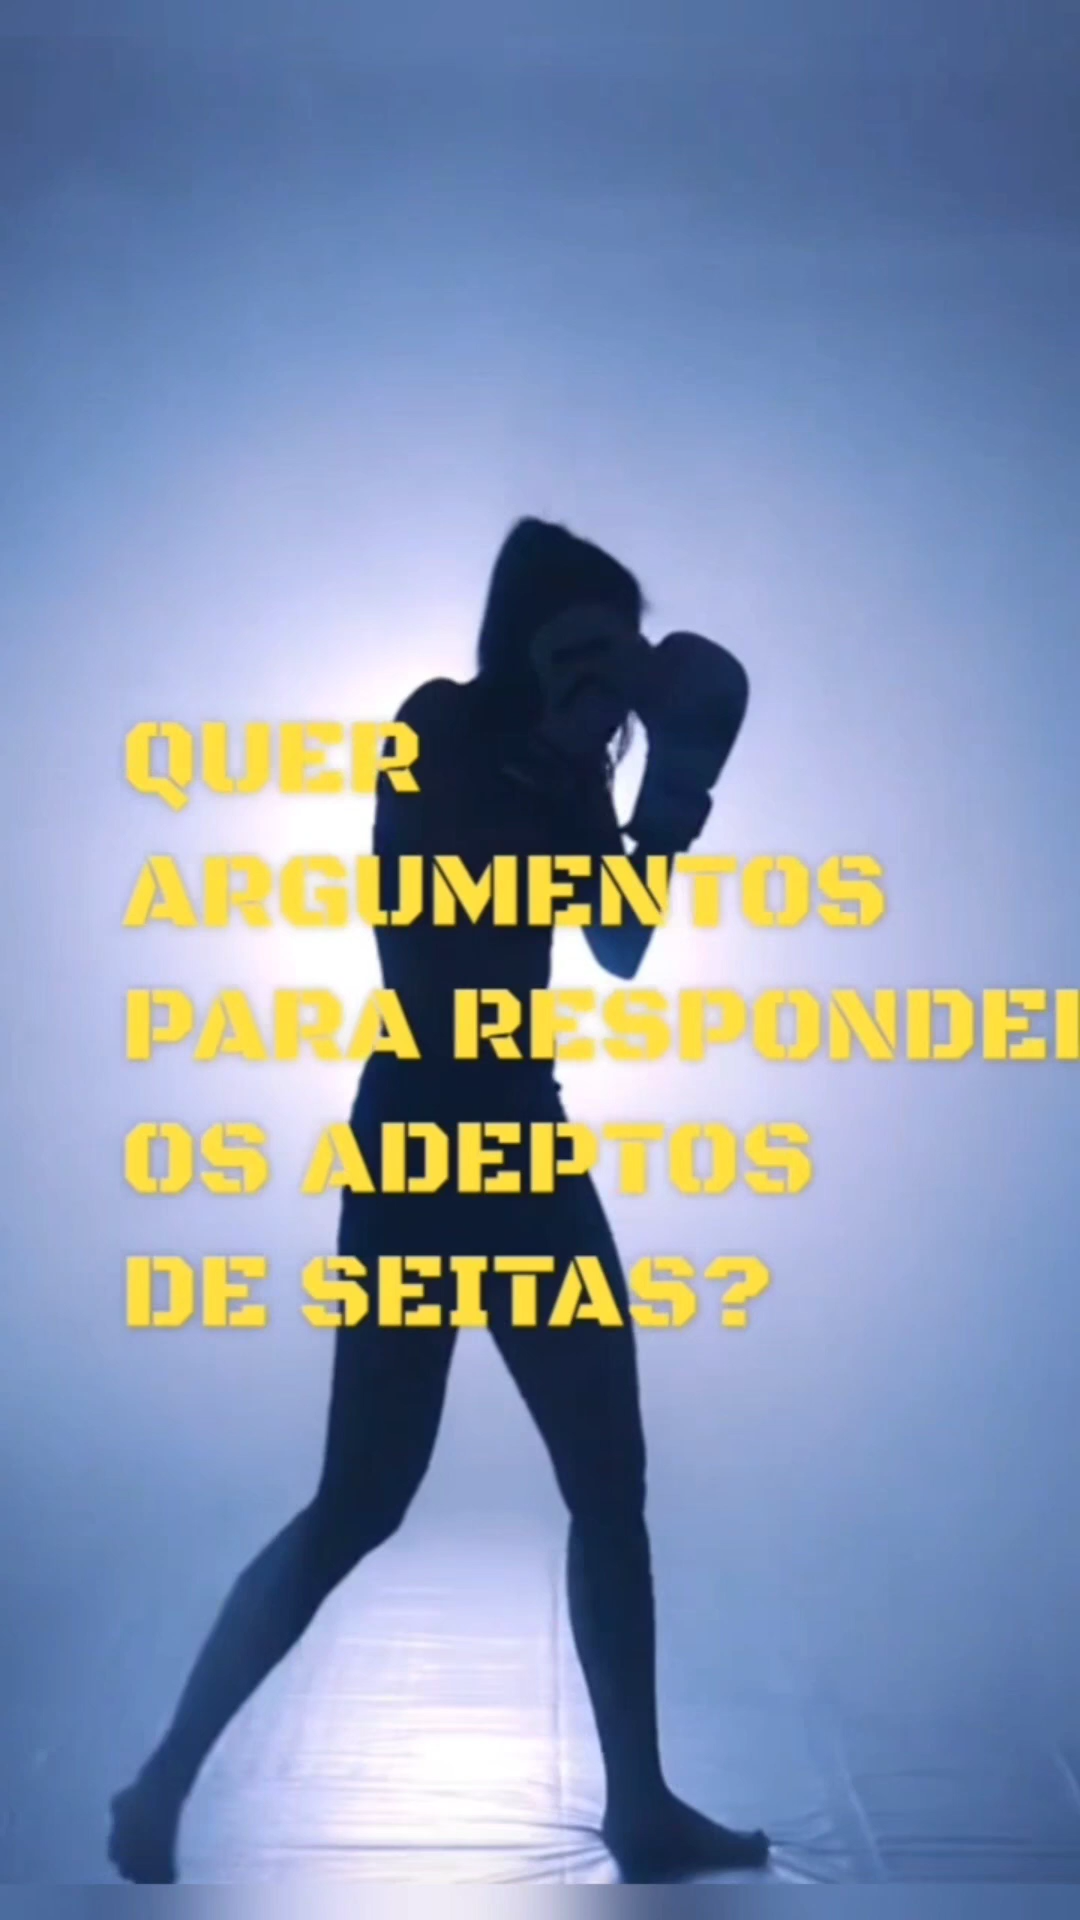 QUER
ARGUMENTOS
PARA RESPONDE
OS ADEPTOS
DE SEITAS?